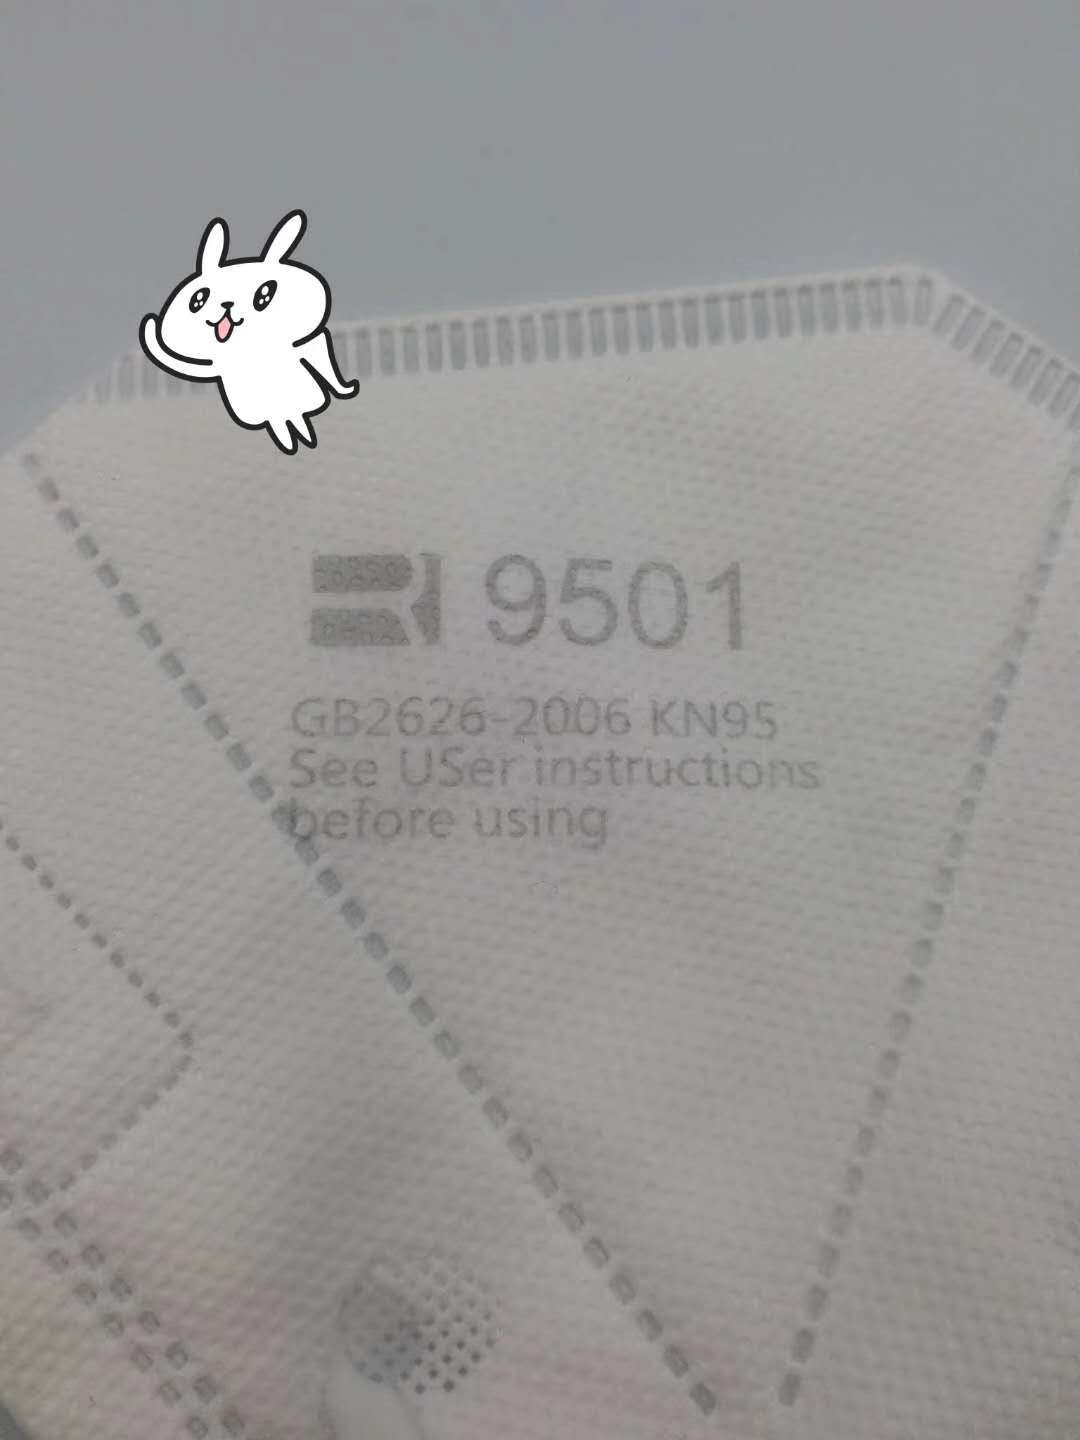 9501
GB2626-2006 KN95
See USer instructions
before using